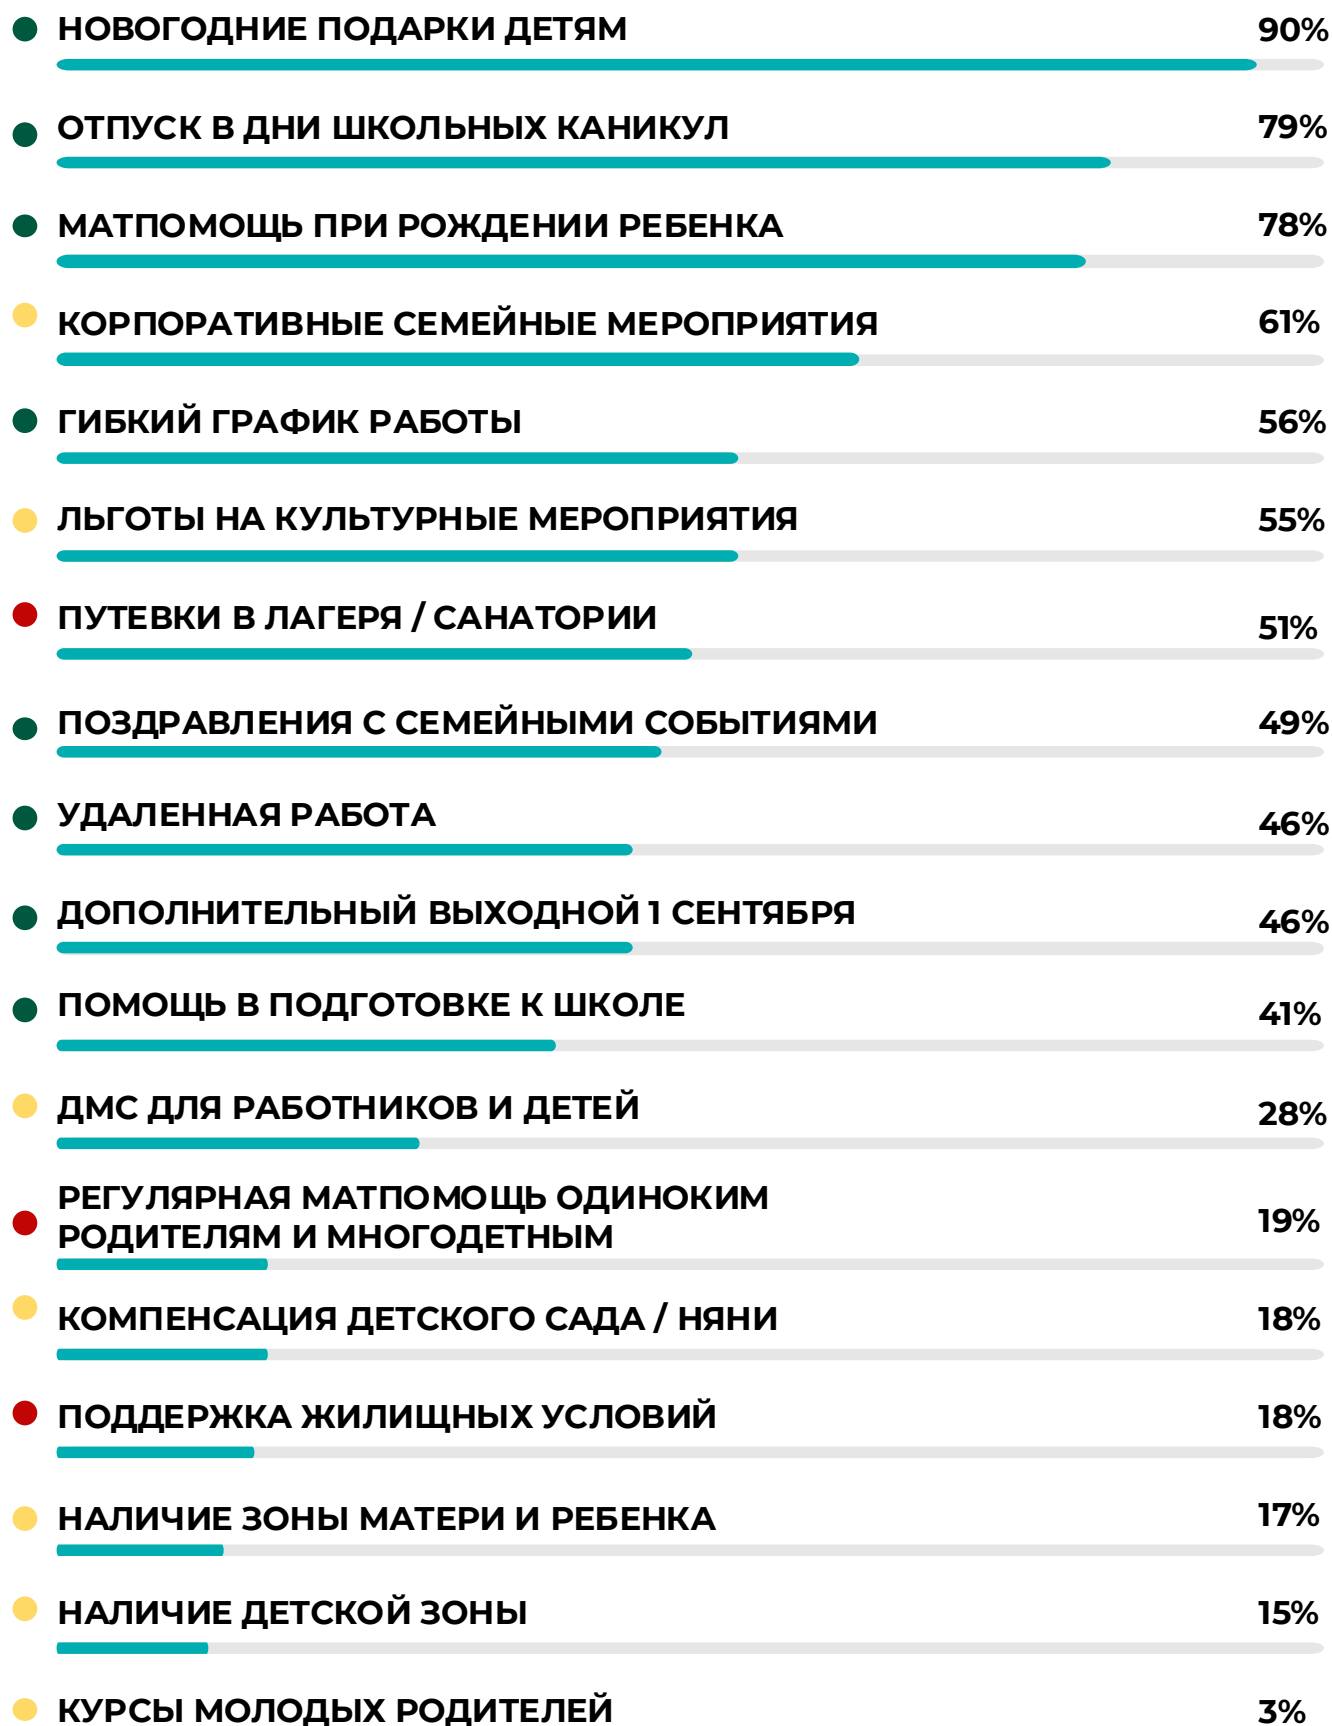 НОВОГОДНИЕ ПОДАРКИ ДЕТЯМ 90%
ОТПУСК В ДНИ ШКОЛЬНЫХ КАНИКУЛ 79%
МАТПОМОЩЬ ПРИ РОЖДЕНИИ РЕБЕНКА 78%
КОРПОРАТИВНЫЕ СЕМЕЙНЫЕ МЕРОПРИЯТИЯ 61%
ГИБКИЙ ГРАФИК РАБОТЫ 56%
ЛЬГОТЫ НА КУЛЬТУРНЫЕ МЕРОПРИЯТИЯ 55%
ПУТЕВКИ В ЛАГЕРЯ / САНАТОРИИ 51%
ПОЗДРАВЛЕНИЯ С СЕМЕЙНЫМИ СОБЫТИЯМИ 49%
УДАЛЕННАЯ РАБОТА 46%
ДОПОЛНИТЕЛЬНЫЙ ВЫХОДНОЙ 1 СЕНТЯБРЯ 46%
ПОМОЩЬ В ПОДГОТОВКЕ К ШКОЛЕ 41%
ДМС ДЛЯ РАБОТНИКОВ И ДЕТЕЙ 28%
РЕГУЛЯРНАЯ МАТПОМОЩЬ ОДИНОКИМ
РОДИТЕЛЯМ И МНОГОДЕТНЫМ 19%
КОМПЕНСАЦИЯ ДЕТСКОГО САДА / НЯНИ 18%
ПОДДЕРЖКА ЖИЛИЩНЫХ УСЛОВИЙ 18%
НАЛИЧИЕ ЗОНЫ МАТЕРИ И РЕБЕНКА 17%
НАЛИЧИЕ ДЕТСКОЙ ЗОНЫ 15%
КУРСЫ МОЛОДЫХ РОДИТЕЛЕЙ 3%